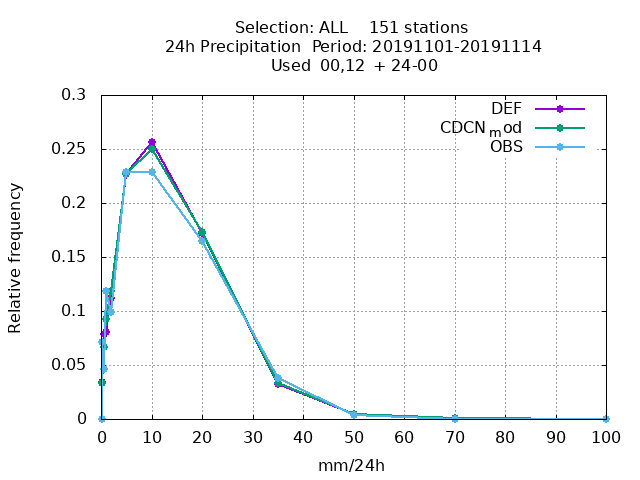 Selection: ALL 151 stations
24h Precipitation Period: 20191101-20191114
Used 00,12 + 24-00
0.3
0.25
0.2
0.15
0.1
0.05
0
Relative frequency
DEF
CDCNmod
OBS
0 10 20 30 40 50 60 70 80 90 100
mm/24h